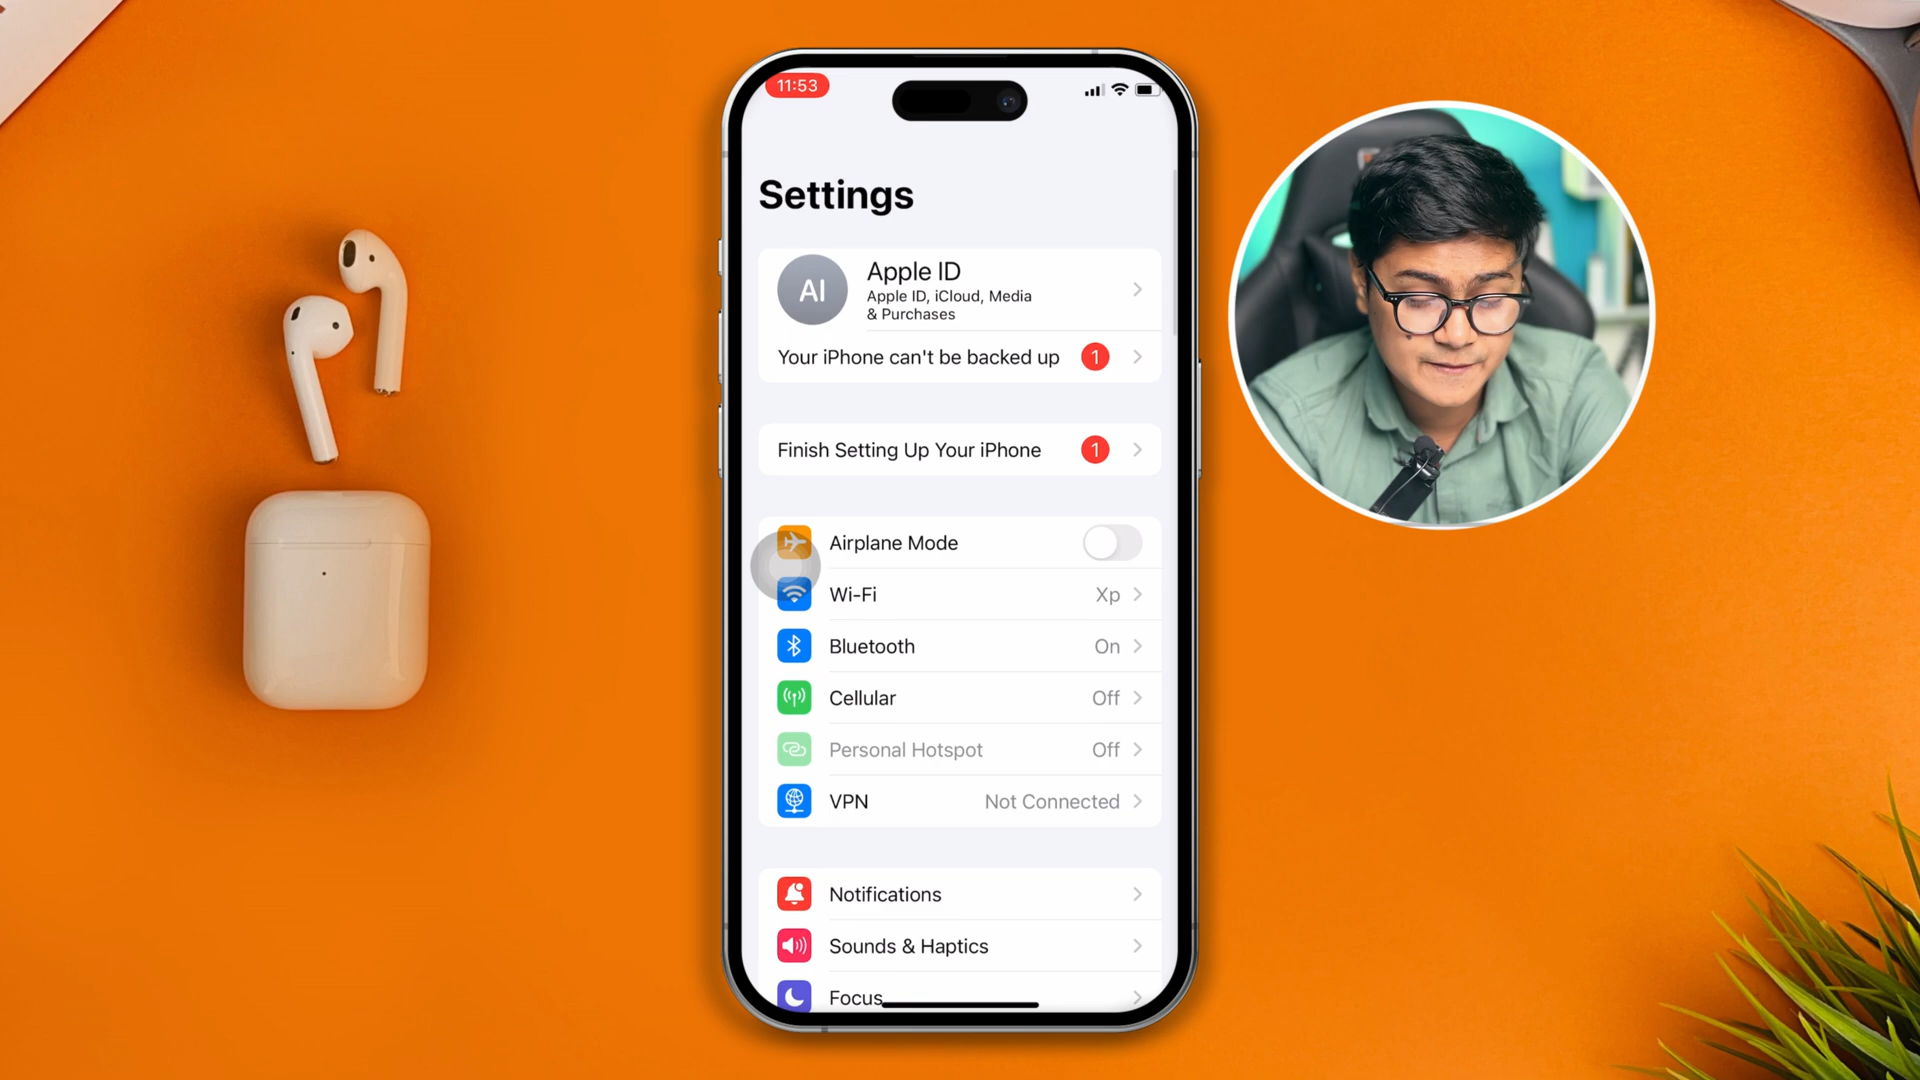 11:53
Settings
AI
Apple ID
Apple ID, iCloud, Media
& Purchases
Your iPhone can't be backed up 1
Finish Setting Up Your iPhone 1
Airplane Mode
Wi-Fi Xp
Bluetooth On
Cellular Off
Personal Hotspot Off
VPN Not Connected
Notifications
Sounds & Haptics
Focus